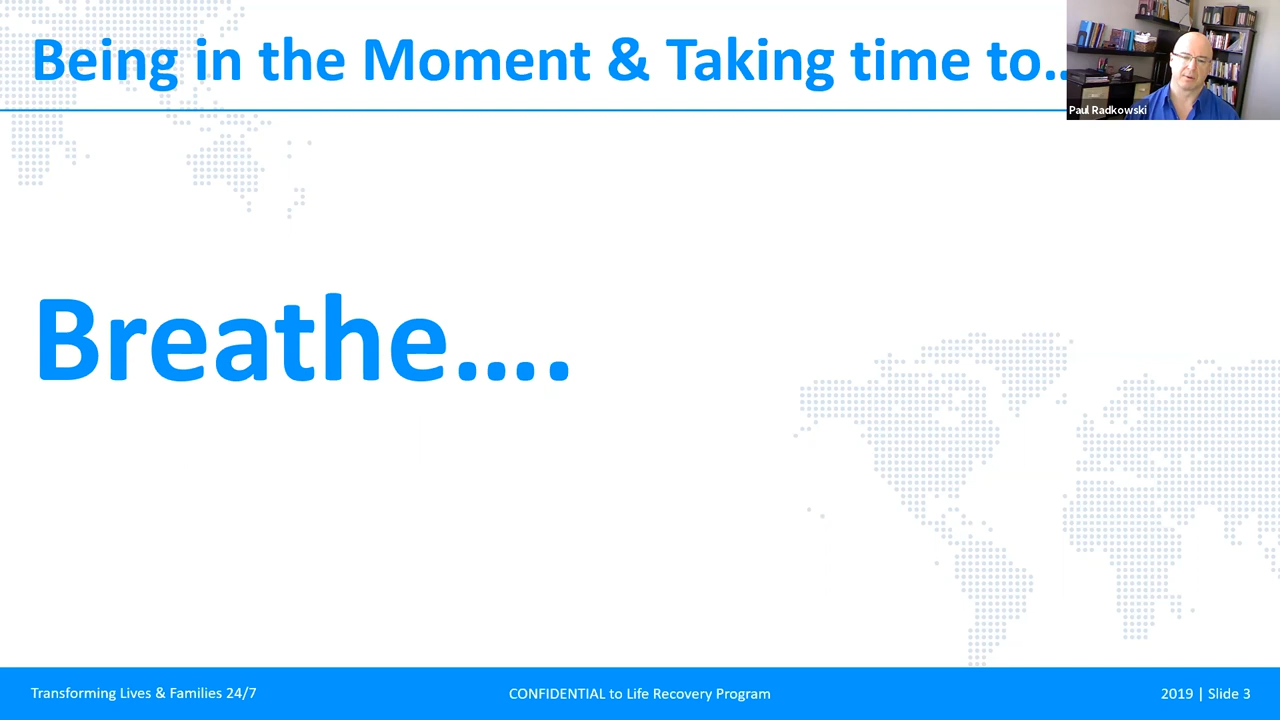 Being in the Moment & Taking time to..
Paul Radkowski
Breathe....
Transforming Lives & Families 24/7
CONFIDENTIAL to Life Recovery Program
2019 | Slide 3